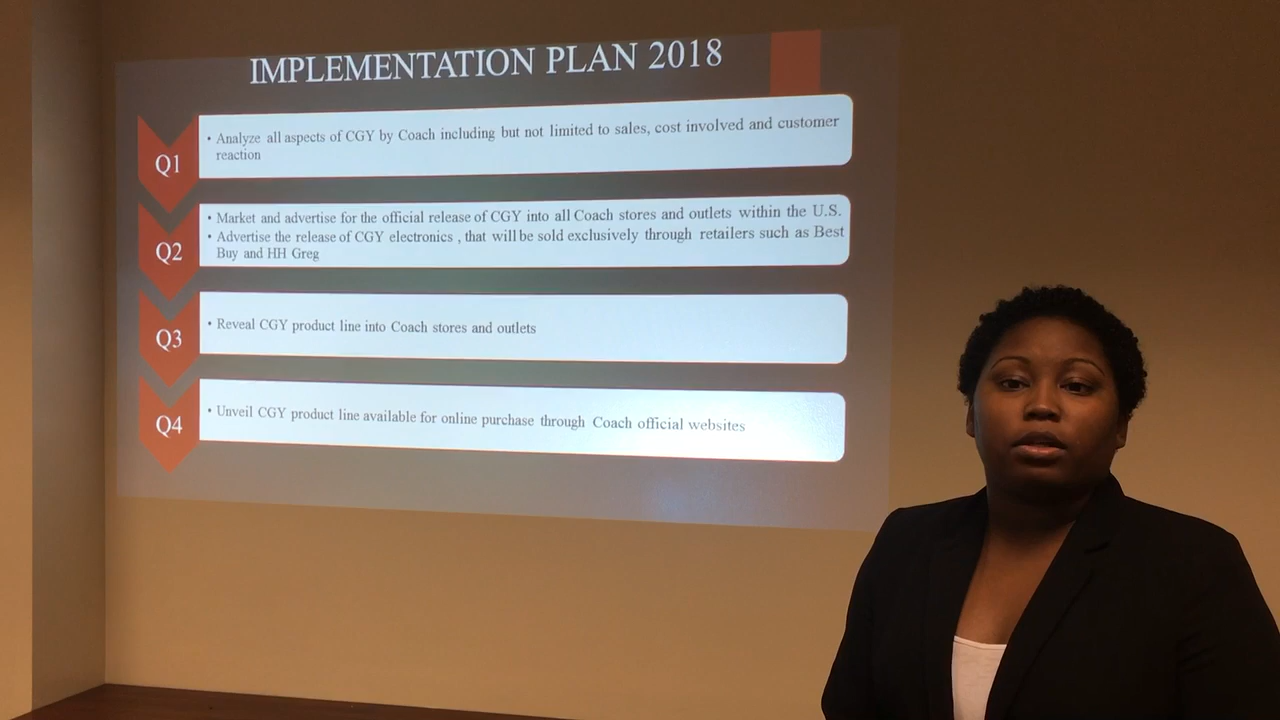 IMPLEMENTATION PLAN 2018
Q1
• Analyze all aspects of CGY by Coach including but not limited to sales, cost involved and customer
reaction
Q2
• Market and advertise for the official release of CGY into all Coach stores and outlets within the U.S.
• Advertise the release of CGY electronics , that will be sold exclusively through retailers such as Best
Buy and HH Greg
Q3
• Reveal CGY product line into Coach stores and outlets
Q4
• Unveil CGY product line available for online purchase through Coach official websites